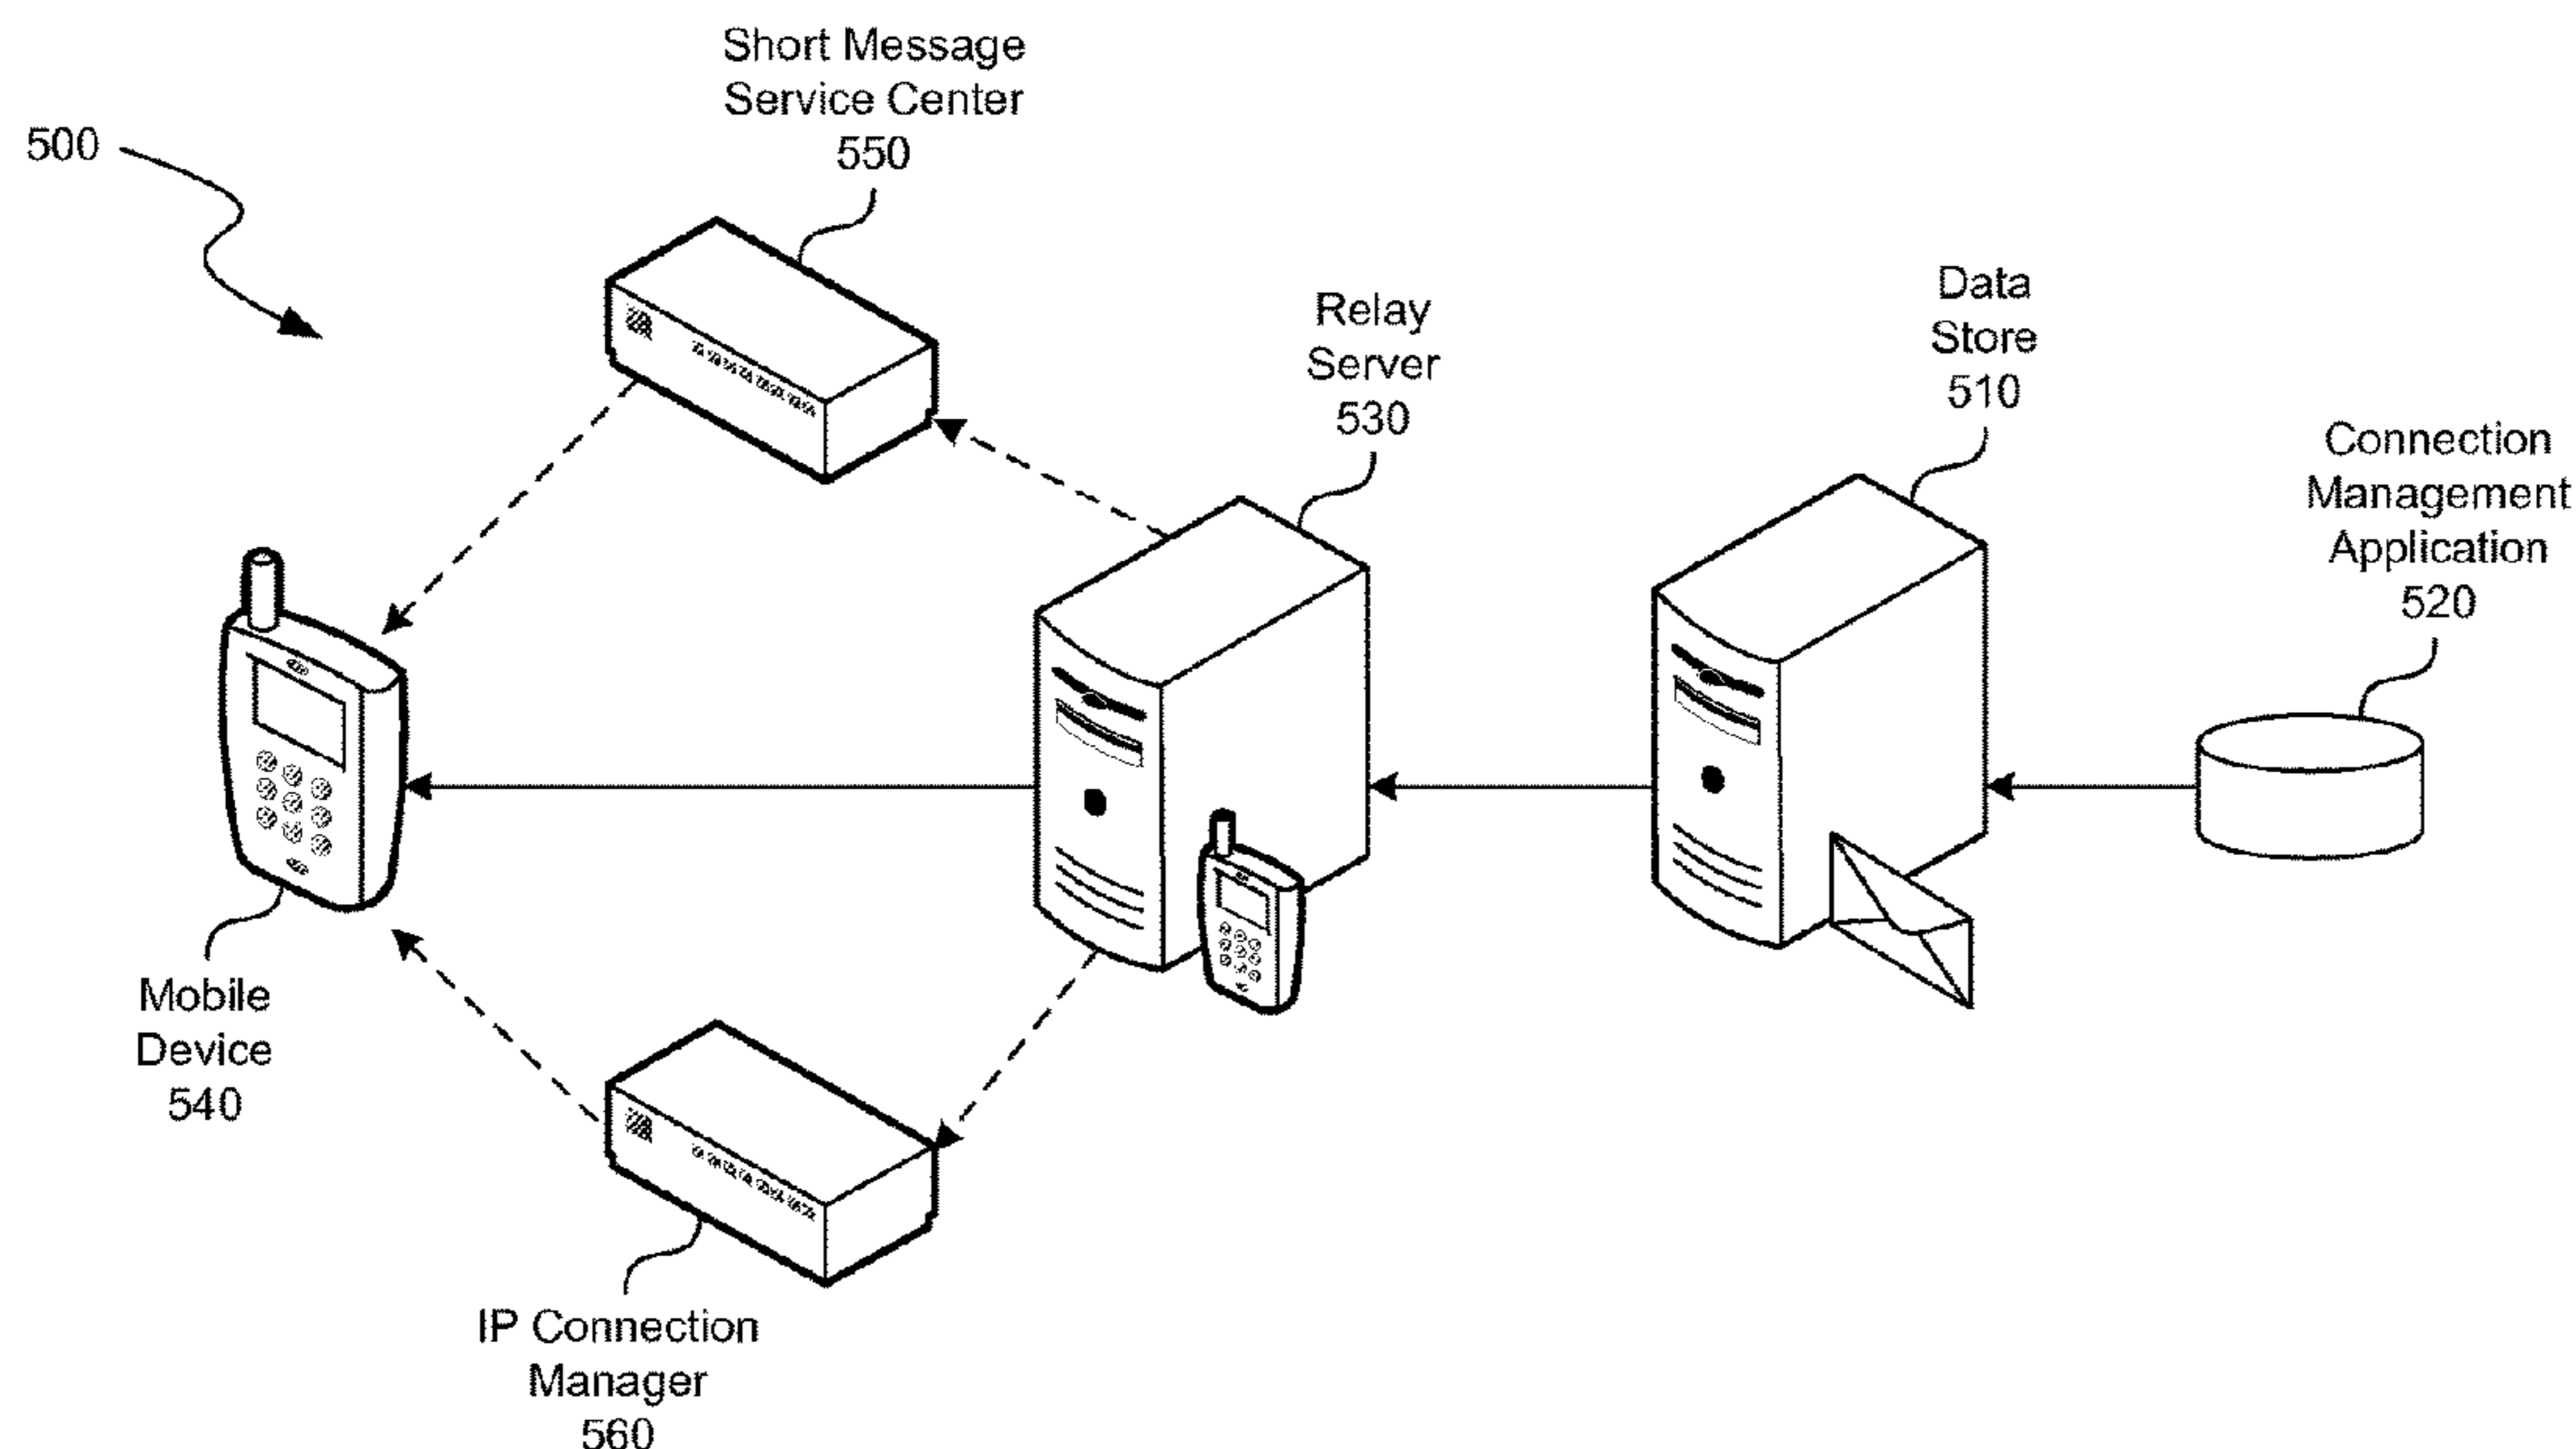 Short Message
Service Center
550
500
Relay
Server
530
Data
Store
510
Connection
Management
Application
520
Mobile
Device
540
IP Connection
Manager
560